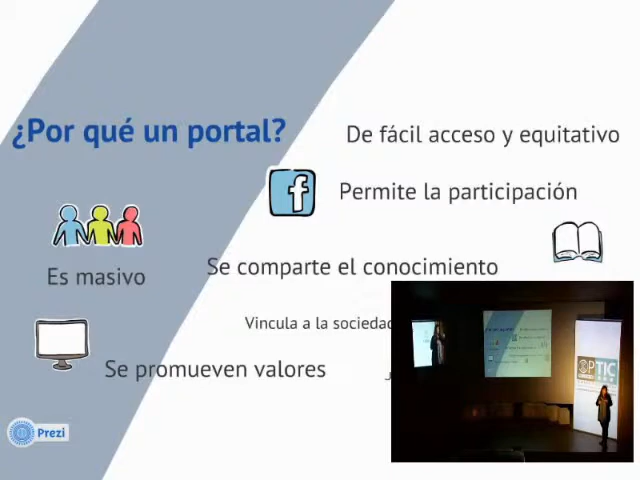 ¿Por qué un portal?
De fácil acceso y equitativo
f
Permite la participación
Es masivo
Se comparte el conocimiento
Vincula a la sociedad
Se promueven valores
Prezi
OPTIC